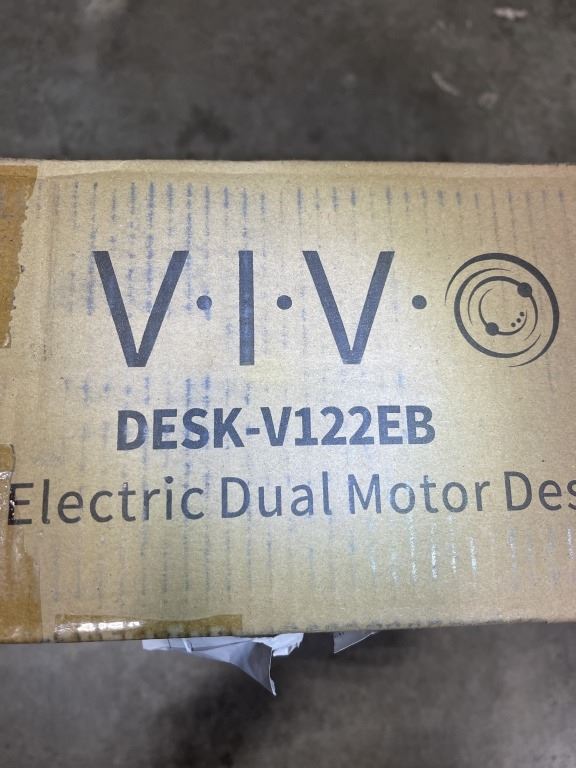 V·I·V·O
DESK-V122EB
Electric Dual Motor Des